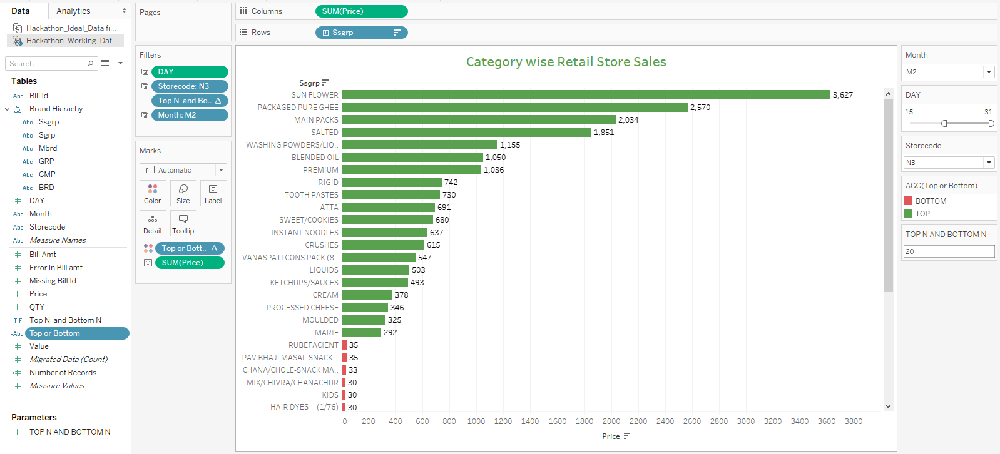 Data
Analytics
Hackathon_Ideal_Data fi...
Hackathon_Working_Dat...
Search
Tables
Abc Bill Id
Brand Hierachy
Abc Ssgrp
Abc Sgrp
Abc Mbrd
Abc GRP
Abc CMP
Abc BRD
# DAY
Abc Month
Abc Storecode
Abc Measure Names
# Bill Amt
# Error in Bill amt
# Missing Bill Id
# Price
# QTY
=T|F Top N and Bottom N
=Abc Top or Bottom
# Value
# Migrated Data (Count)
=# Number of Records
# Measure Values
Parameters
# TOP N AND BOTTOM N
Pages
Filters
DAY
Storecode: N3
Top N and Bo.. Δ
Month: M2
Marks
Automatic
Color
Size
T Label
Detail
Tooltip
Top or Bott.. Δ
T SUM(Price)
Columns
SUM(Price)
Rows
Ssgrp
Category wise Retail Store Sales
Ssgrp
SUN FLOWER 3,627
PACKAGED PURE GHEE 2,570
MAIN PACKS 2,034
SALTED 1,851
WASHING POWDERS/LIQ.. 1,155
BLENDED OIL 1,050
PREMIUM 1,036
RIGID 742
TOOTH PASTES 730
ATTA 691
SWEET/COOKIES 680
INSTANT NOODLES 637
CRUSHES 615
VANASPATI CONS PACK (8.. 547
LIQUIDS 503
KETCHUPS/SAUCES 493
CREAM 378
PROCESSED CHEESE 346
MOULDED 325
MARIE 292
RUBEFACIENT 35
PAV BHAJI MASAL-SNACK .. 35
CHANA/CHOLE-SNACK MA.. 33
MIX/CHIVRA/CHANACHUR 30
KIDS 30
HAIR DYES (1/76) 30
0 200 400 600 800 1000 1200 1400 1600 1800 2000 2200 2400 2600 2800 3000 3200 3400 3600 3800
Price
Month
M2
DAY
15 31
Storecode
N3
AGG(Top or Bottom)
BOTTOM
TOP
TOP N AND BOTTOM N
20